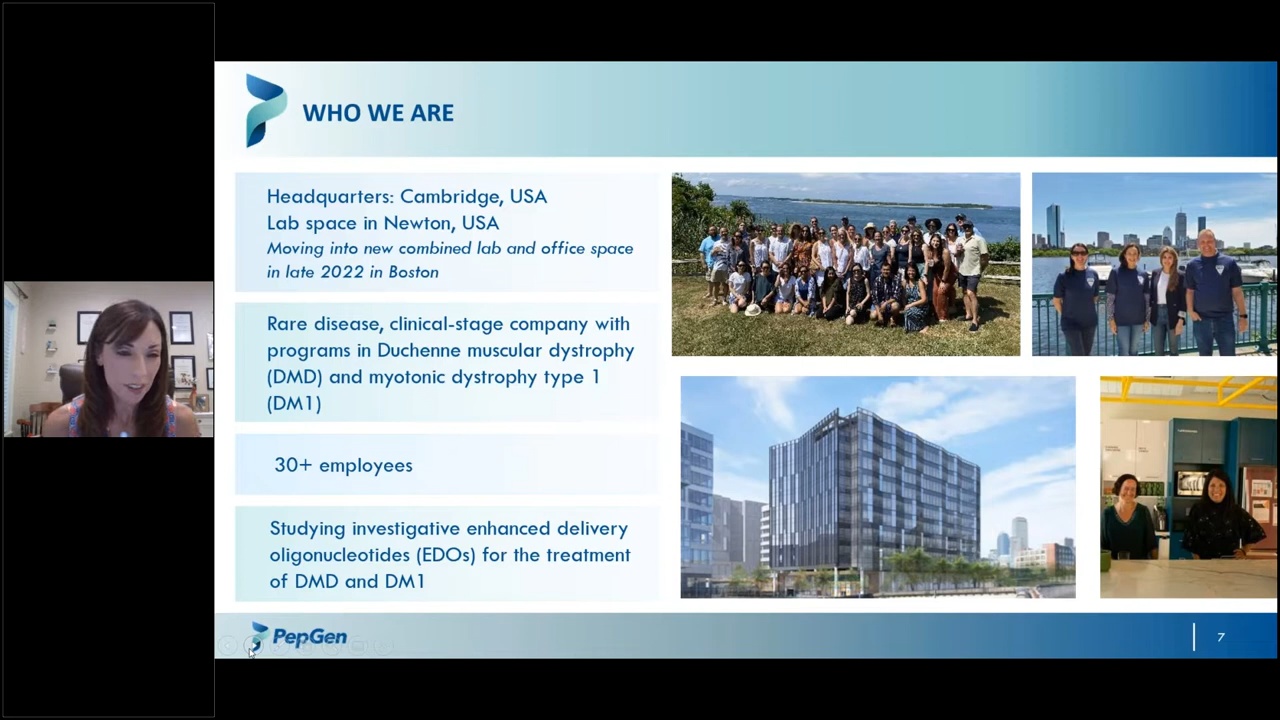 WHO WE ARE
Headquarters: Cambridge, USA
Lab space in Newton, USA
Moving into new combined lab and office space
in late 2022 in Boston
Rare disease, clinical-stage company with
programs in Duchenne muscular dystrophy
(DMD) and myotonic dystrophy type 1
(DM1)
30+ employees
Studying investigative enhanced delivery
oligonucleotides (EDOs) for the treatment
of DMD and DM1
PepGen
7